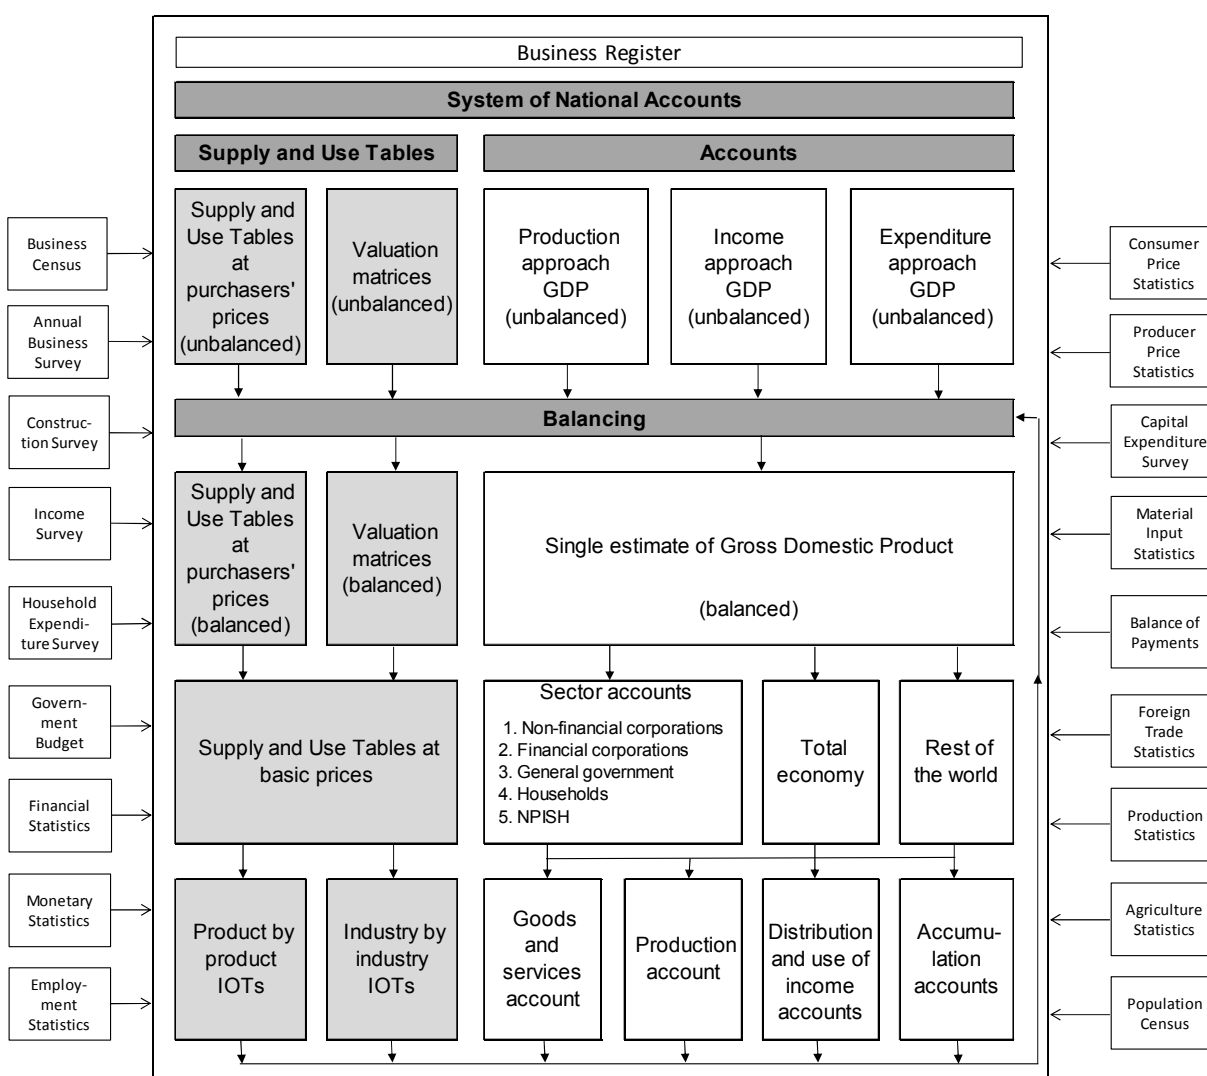 Business Register
System of National Accounts
Supply and Use Tables
Accounts
Supply and
Use Tables
at
purchasers'
prices
(unbalanced)
Valuation
matrices
(unbalanced)
Production
approach
GDP
(unbalanced)
Income
approach
GDP
(unbalanced)
Expenditure
approach
GDP
(unbalanced)
Balancing
Supply and
Use Tables
at
purchasers'
prices
(balanced)
Valuation
matrices
(balanced)
Single estimate of Gross Domestic Product
(balanced)
Supply and Use Tables at
basic prices
Sector accounts
1. Non-financial corporations
2. Financial corporations
3. General government
4. Households
5. NPISH
Total
economy
Rest of
the world
Product by
product
IOTs
Industry by
industry
IOTs
Goods
and
services
account
Production
account
Distribution
and use of
income
accounts
Accumu-
lation
accounts
Business
Census
Annual
Business
Survey
Construc-
tion Survey
Income
Survey
Household
Expendi-
ture Survey
Govern-
ment
Budget
Financial
Statistics
Monetary
Statistics
Employ-
ment
Statistics
Consumer
Price
Statistics
Producer
Price
Statistics
Capital
Expenditure
Survey
Material
Input
Statistics
Balance of
Payments
Foreign
Trade
Statistics
Production
Statistics
Agriculture
Statistics
Population
Census